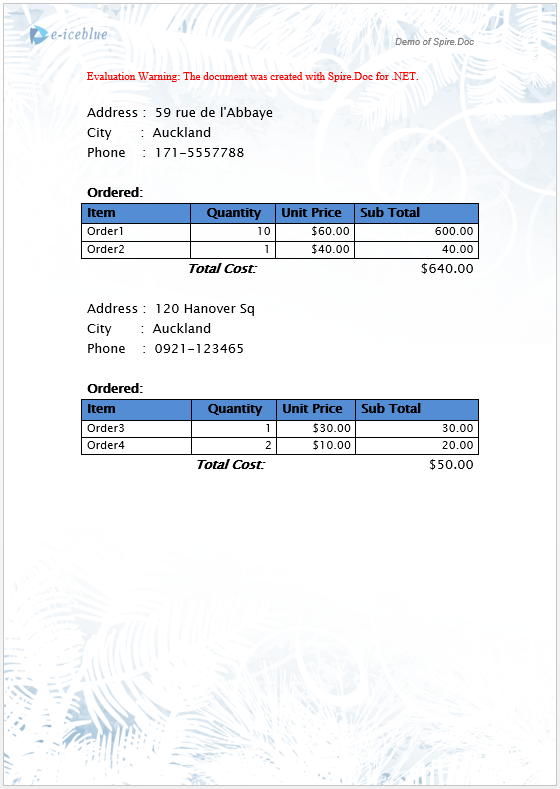 e-iceblue
Demo of Spire.Doc
Evaluation Warning: The document was created with Spire.Doc for .NET.
Address : 59 rue de l'Abbaye
City : Auckland
Phone : 171-5557788
Ordered:
Item Quantity Unit Price Sub Total
Order1 10 $60.00 600.00
Order2 1 $40.00 40.00
Total Cost: $640.00
Address : 120 Hanover Sq
City : Auckland
Phone : 0921-123465
Ordered:
Item Quantity Unit Price Sub Total
Order3 1 $30.00 30.00
Order4 2 $10.00 20.00
Total Cost: $50.00